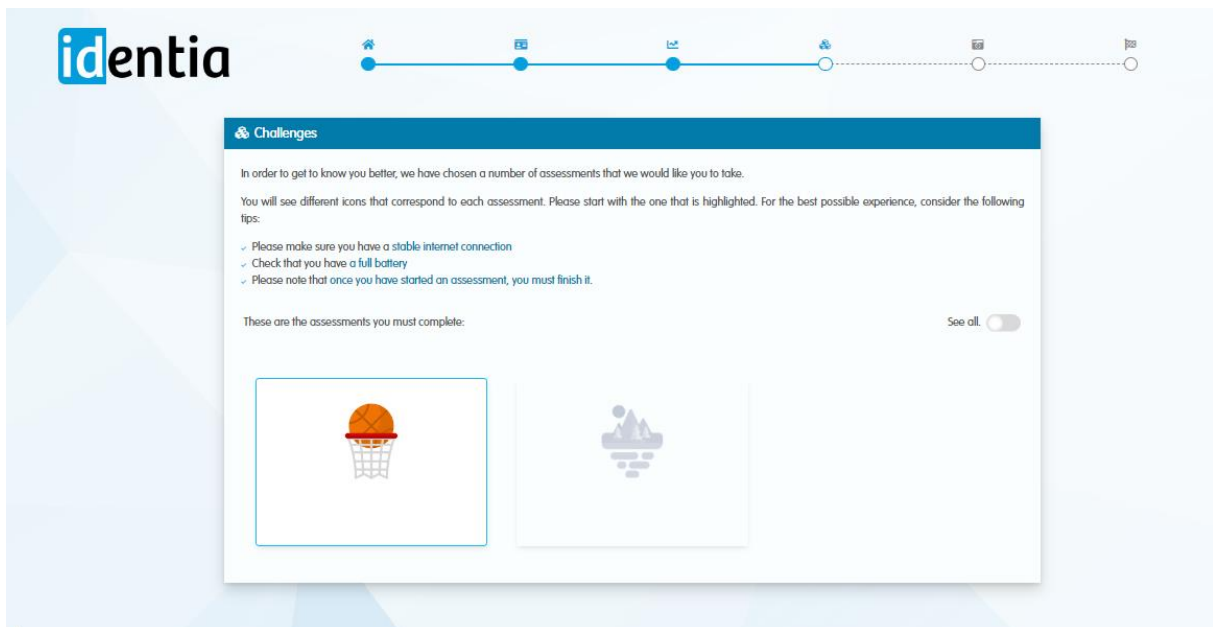 identia
Challenges
In order to get to know you better, we have chosen a number of assessments that we would like you to take.
You will see different icons that correspond to each assessment. Please start with the one that is highlighted. For the best possible experience, consider the following
tips:
Please make sure you have a stable internet connection
Check that you have a full battery
Please note that once you have started an assessment, you must finish it.
These are the assessments you must complete:
See all.